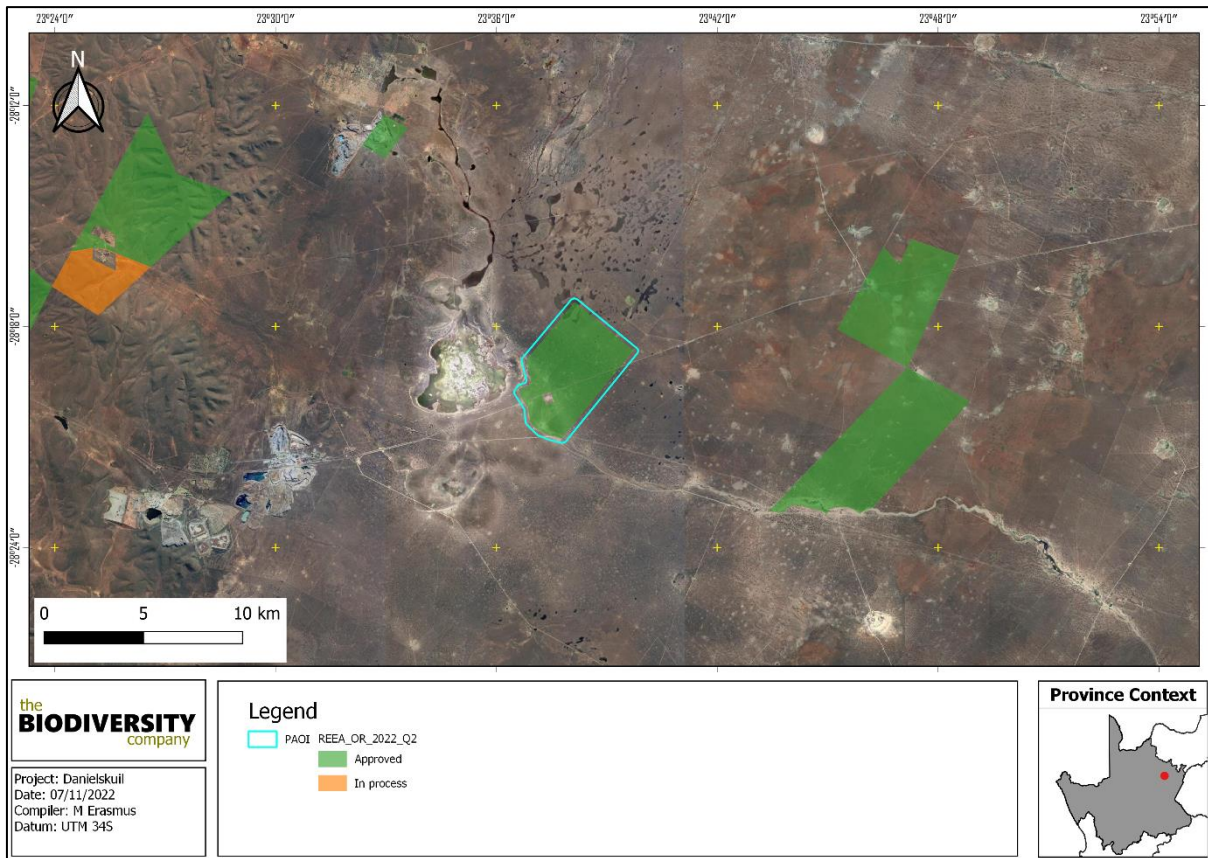 23°24'0″ 23°30'0″ 23°36'0″ 23°42'0″ 23°48'0″ 23°54'0″
N
-28°12'0″
-28°18'0″
-28°24'0″
0 5 10 km
the
BIODIVERSITY
company
Project: Danielskuil
Date: 07/11/2022
Compiler: M Erasmus
Datum: UTM 34S
Legend
PAOI REEA_OR_2022_Q2
Approved
In process
Province Context